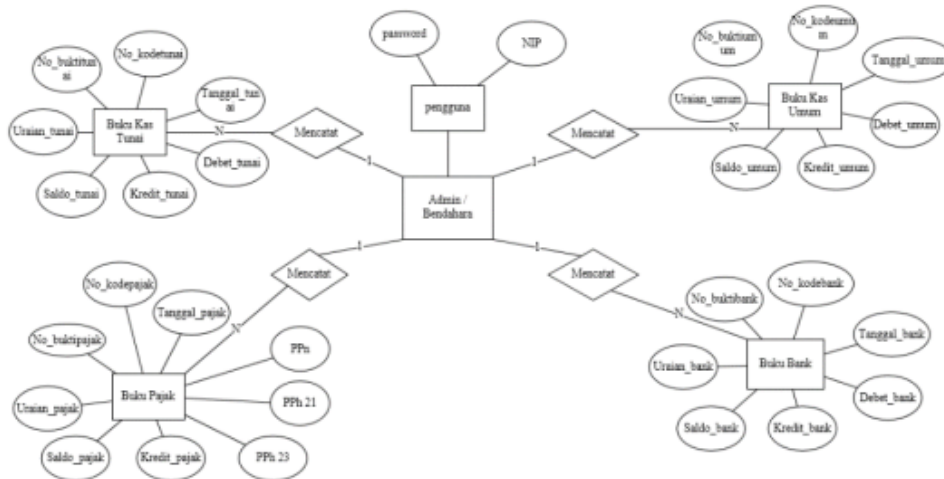 password
NIP
pengguna
No_kodetunai
No_buktitun
ai
Tanggal_tun
ai
Uraian_tunai
Buku Kas
Tunai
N
Mencatat
1
Debet_tunai
Saldo_tunai
Kredit_tunai
No_kodeumu
m
No_buktium
um
Tanggal_umum
Uraian_umum
Buku Kas
Umum
Mencatat
N
1
Debet_umum
Saldo_umum
Kredit_umum
Admin /
Bendahara
1
Mencatat
N
No_kodepajak
Tanggal_pajak
No_buktipajak
PPn
Buku Pajak
PPh 21
Uraian_pajak
Saldo_pajak
Kredit_pajak
PPh 23
1
Mencatat
N
No_kodebank
No_buktibank
Tanggal_bank
Uraian_bank
Buku Bank
Debet_bank
Saldo_bank
Kredit_bank